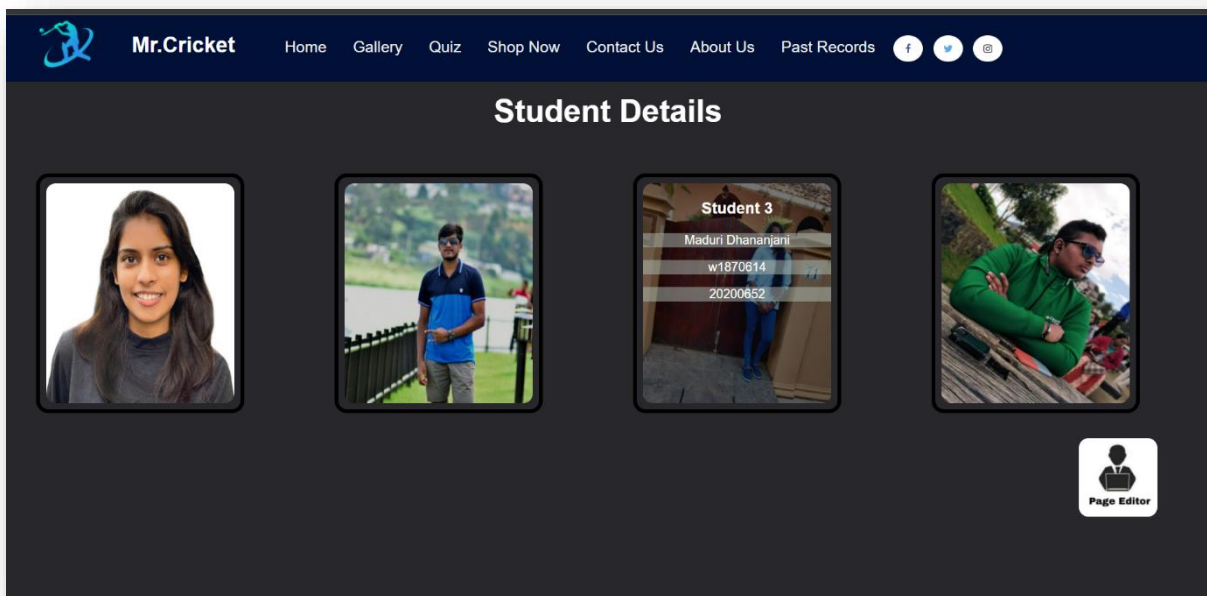 Mr.Cricket Home Gallery Quiz Shop Now Contact Us About Us Past Records
Student Details
Student 3
Maduri Dhananjani
w1870614
20200652
Page Editor